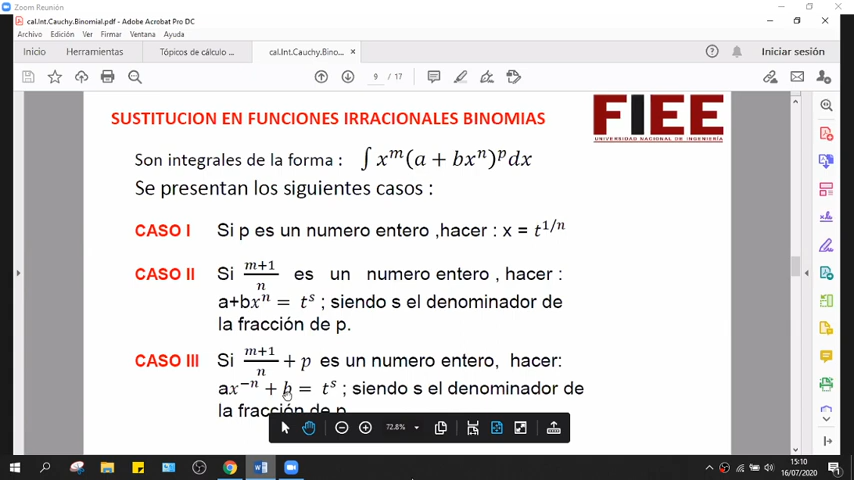 Zoom Reunión
cal.Int.Cauchy.Binomial.pdf - Adobe Acrobat Pro DC
Archivo Edición Ver Firmar Ventana Ayuda
Inicio Herramientas Tópicos de cálculo ... cal.Int.Cauchy.Bino... × Iniciar sesión
9 / 17
SUSTITUCION EN FUNCIONES IRRACIONALES BINOMIAS
FIEE
UNIVERSIDAD NACIONAL DE INGENIERÍA
Son integrales de la forma : ∫ x^m(a + bx^n)^p dx
Se presentan los siguientes casos :
CASO I Si p es un numero entero ,hacer : x = t^{1/n}
CASO II Si \frac{m+1}{n} es un numero entero , hacer :
a+bx^n = t^s ; siendo s el denominador de
la fracción de p.
CASO III Si \frac{m+1}{n} + p es un numero entero, hacer:
ax^{-n} + b = t^s ; siendo s el denominador de
la fracción de p
72.8%
15:10
16/07/2020